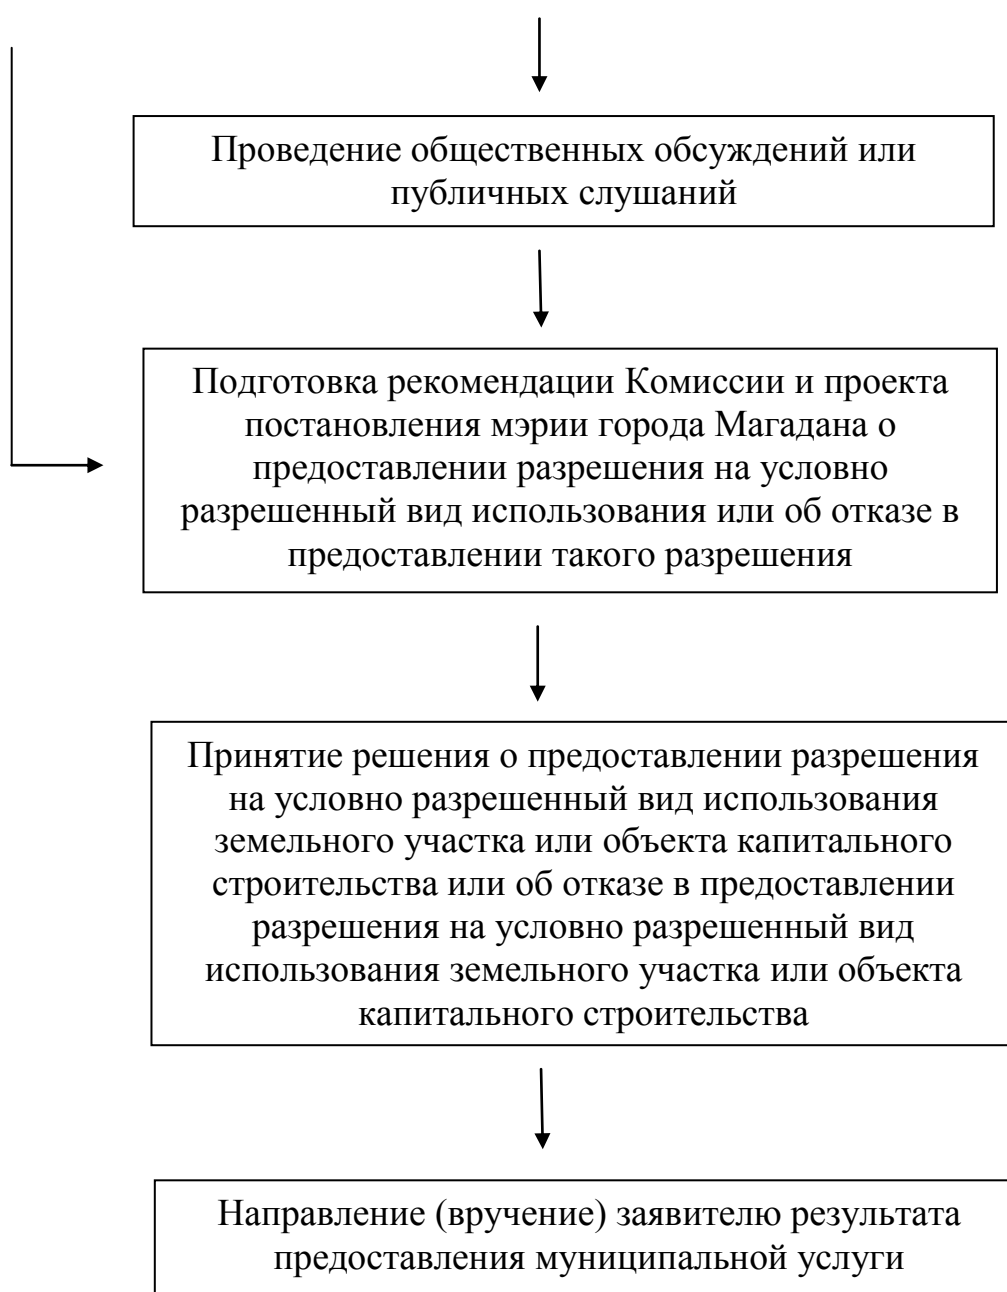 Проведение общественных обсуждений или
публичных слушаний
Подготовка рекомендации Комиссии и проекта
постановления мэрии города Магадана о
предоставлении разрешения на условно
разрешенный вид использования или об отказе в
предоставлении такого разрешения
Принятие решения о предоставлении разрешения
на условно разрешенный вид использования
земельного участка или объекта капитального
строительства или об отказе в предоставлении
разрешения на условно разрешенный вид
использования земельного участка или объекта
капитального строительства
Направление (вручение) заявителю результата
предоставления муниципальной услуги